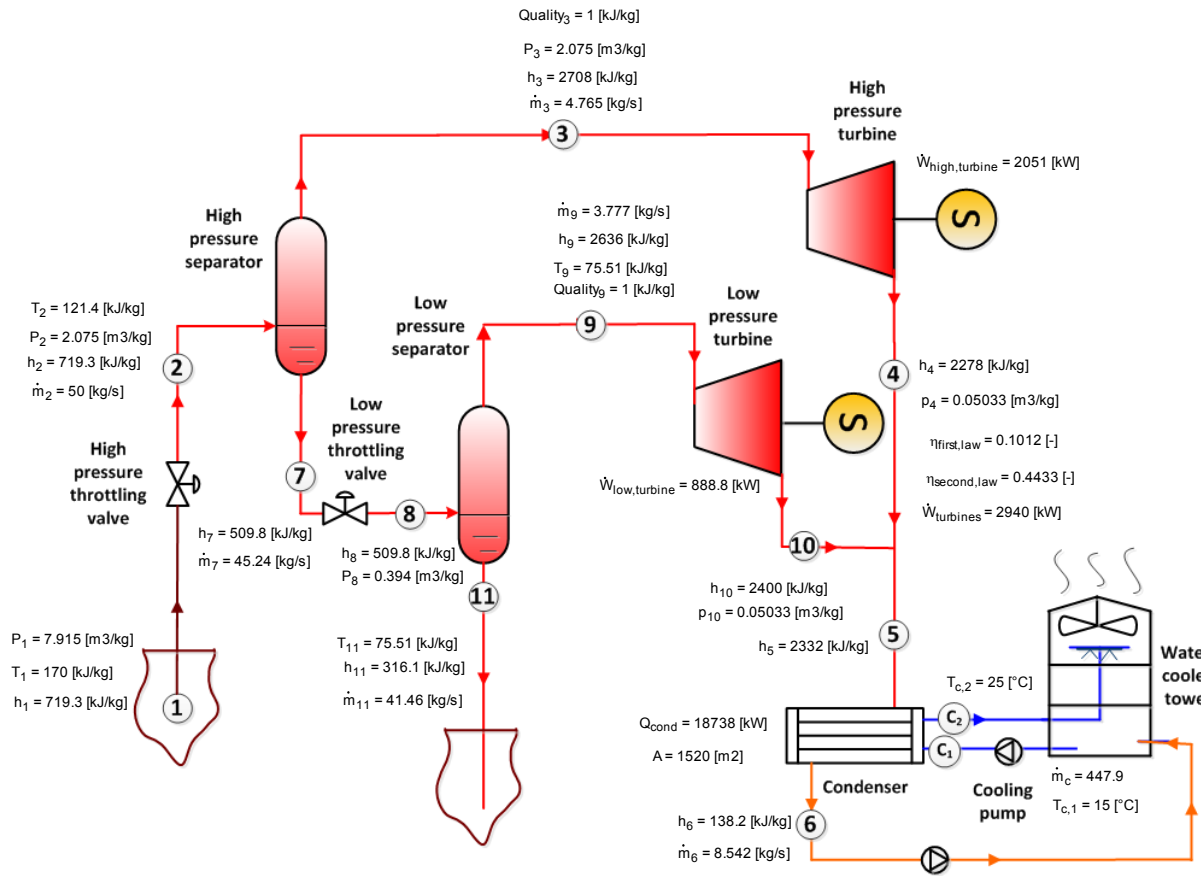 Quality3 = 1 [kJ/kg]
P3 = 2.075 [m3/kg]
h3 = 2708 [kJ/kg]
ṁ3 = 4.765 [kg/s]
3
High
pressure
turbine
Ẇhigh,turbine = 2051 [kW]
S
High
pressure
separator
ṁ9 = 3.777 [kg/s]
h9 = 2636 [kJ/kg]
T9 = 75.51 [kJ/kg]
Quality9 = 1 [kJ/kg]
9
Low
pressure
separator
Low
pressure
turbine
S
T2 = 121.4 [kJ/kg]
P2 = 2.075 [m3/kg]
h2 = 719.3 [kJ/kg]
ṁ2 = 50 [kg/s]
2
4
h4 = 2278 [kJ/kg]
p4 = 0.05033 [m3/kg]
ηfirst,law = 0.1012 [-]
ηsecond,law = 0.4433 [-]
Ẇturbines = 2940 [kW]
High
pressure
throttling
valve
Low
pressure
throttling
valve
7
8
h7 = 509.8 [kJ/kg]
ṁ7 = 45.24 [kg/s]
h8 = 509.8 [kJ/kg]
P8 = 0.394 [m3/kg]
Ẇlow,turbine = 888.8 [kW]
10
h10 = 2400 [kJ/kg]
p10 = 0.05033 [m3/kg]
5
h5 = 2332 [kJ/kg]
11
T11 = 75.51 [kJ/kg]
h11 = 316.1 [kJ/kg]
ṁ11 = 41.46 [kg/s]
P1 = 7.915 [m3/kg]
T1 = 170 [kJ/kg]
h1 = 719.3 [kJ/kg]
1
Tc,2 = 25 [°C]
C2
C1
Qcond = 18738 [kW]
A = 1520 [m2]
Condenser
Cooling
pump
Wate
coole
towe
ṁc = 447.9
Tc,1 = 15 [°C]
6
h6 = 138.2 [kJ/kg]
ṁ6 = 8.542 [kg/s]